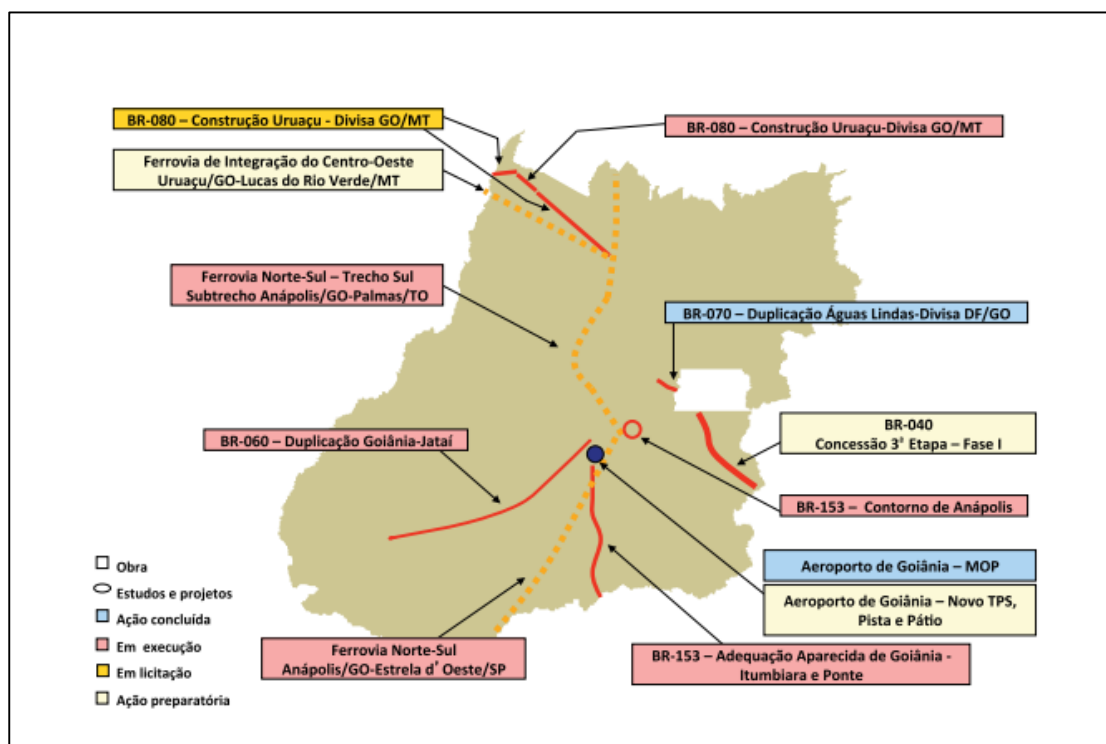 BR-080 – Construção Uruaçu - Divisa GO/MT
BR-080 – Construção Uruaçu-Divisa GO/MT
Ferrovia de Integração do Centro-Oeste
Uruaçu/GO-Lucas do Rio Verde/MT
Ferrovia Norte-Sul – Trecho Sul
Subtrecho Anápolis/GO-Palmas/TO
BR-070 – Duplicação Águas Lindas-Divisa DF/GO
BR-060 – Duplicação Goiânia-Jataí
BR-040
Concessão 3ª Etapa – Fase I
BR-153 – Contorno de Anápolis
Aeroporto de Goiânia – MOP
Aeroporto de Goiânia – Novo TPS,
Pista e Pátio
Ferrovia Norte-Sul
Anápolis/GO-Estrela d’ Oeste/SP
BR-153 – Adequação Aparecida de Goiânia -
Itumbiara e Ponte
Obra
Estudos e projetos
Ação concluída
Em execução
Em licitação
Ação preparatória